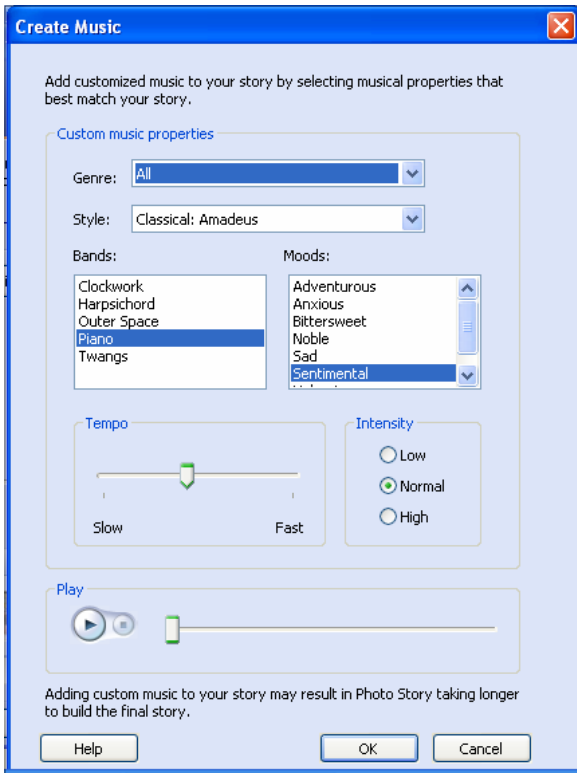 Create Music
Add customized music to your story by selecting musical properties that
best match your story.
Custom music properties
Genre: All
Style: Classical: Amadeus
Bands: Moods:
Clockwork Adventurous
Harpsichord Anxious
Outer Space Bittersweet
Piano Noble
Twangs Sad
Sentimental
Tempo Intensity
Low
Normal
High
Slow Fast
Play
Adding custom music to your story may result in Photo Story taking longer
to build the final story.
Help OK Cancel